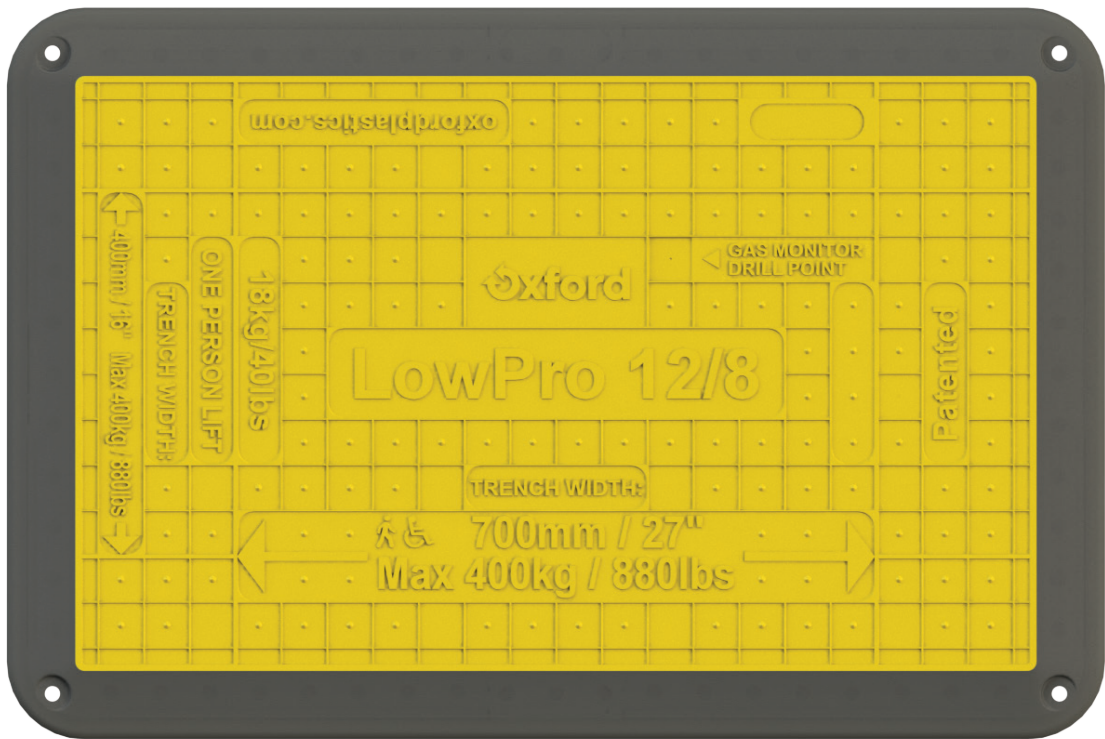 oxfordplastics.com
GAS MONITOR
DRILL POINT
Oxford
LowPro 12/8
TRENCH WIDTH:
700mm / 27"
Max 400kg / 880lbs
400mm / 16" Max 400kg / 880lbs
TRENCH WIDTH:
ONE PERSON LIFT
18kg/40lbs
Patented